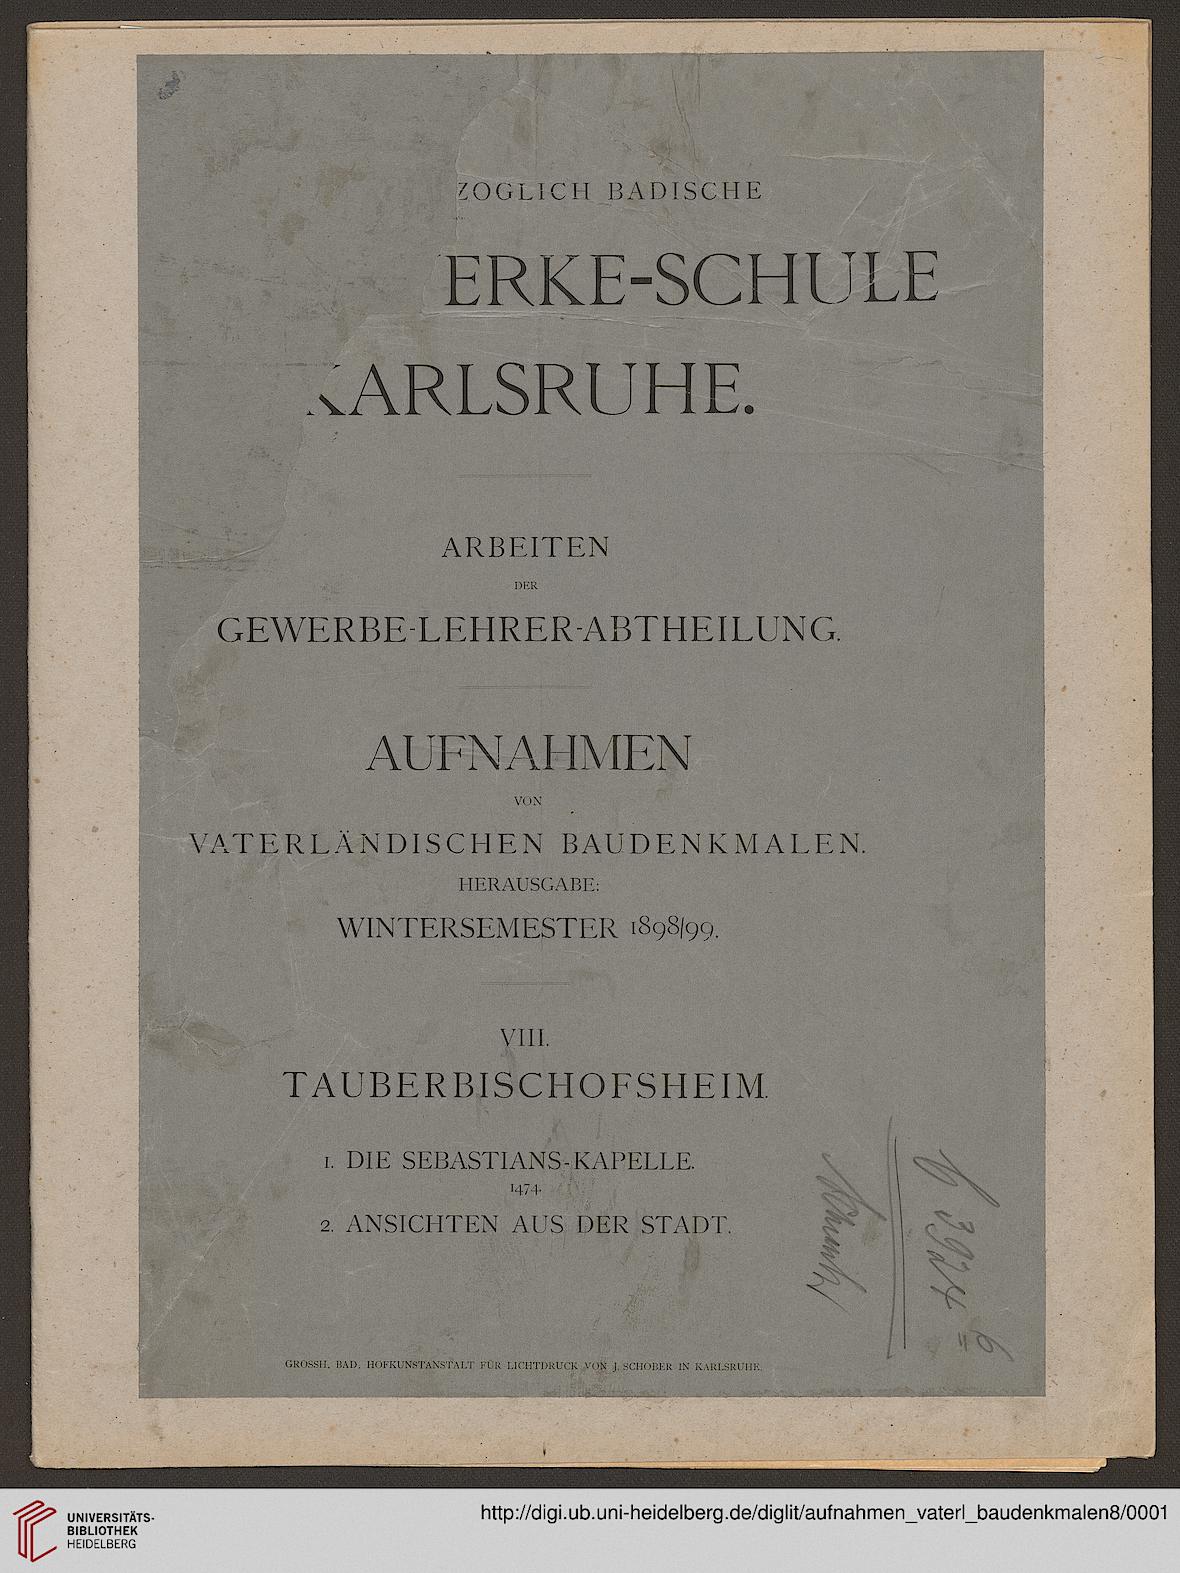 ZOGLICH BADISCHE
ERKE-SCHULE
KARLSRUHE.
ARBEITEN
DER
GEWERBE-LEHRER-ABTHEILUNG.
AUFNAHMEN
VON
VATERLÄNDISCHEN BAUDENKMALEN.
HERAUSGABE:
WINTERSEMESTER 1898/99.
VIII.
TAUBERBISCHOFSHEIM.
1. DIE SEBASTIANS-KAPELLE.
1474.
2. ANSICHTEN AUS DER STADT.
GROSSH. BAD. HOFKUNSTANSTALT FÜR LICHTDRUCK VON J. SCHOBER IN KARLSRUHE.
3924
UNIVERSITÄTS-
BIBLIOTHEK
HEIDELBERG
http://digi.ub.uni-heidelberg.de/diglit/aufnahmen_vaterl_baudenkmalen8/0001